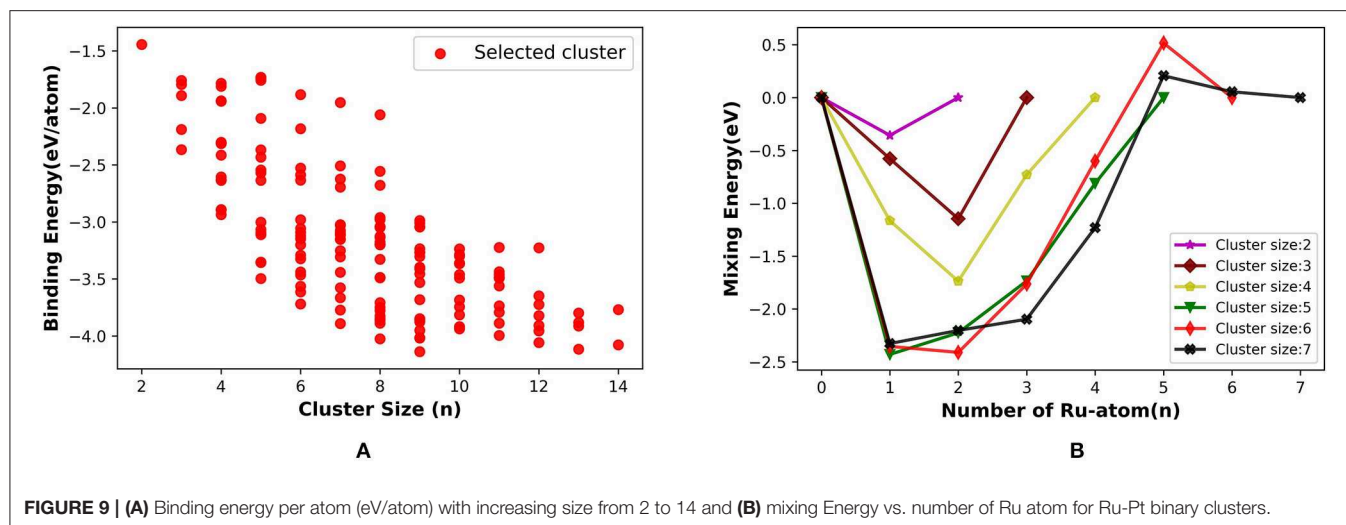 Selected cluster
Binding Energy(eV/atom)
−1.5
−2.0
−2.5
−3.0
−3.5
−4.0
2 4 6 8 10 12 14
Cluster Size (n)
A
Mixing Energy(eV)
0.5
0.0
−0.5
−1.0
−1.5
−2.0
−2.5
Cluster size:2
Cluster size:3
Cluster size:4
Cluster size:5
Cluster size:6
Cluster size:7
0 1 2 3 4 5 6 7
Number of Ru-atom(n)
B
FIGURE 9 | (A) Binding energy per atom (eV/atom) with increasing size from 2 to 14 and (B) mixing Energy vs. number of Ru atom for Ru-Pt binary clusters.